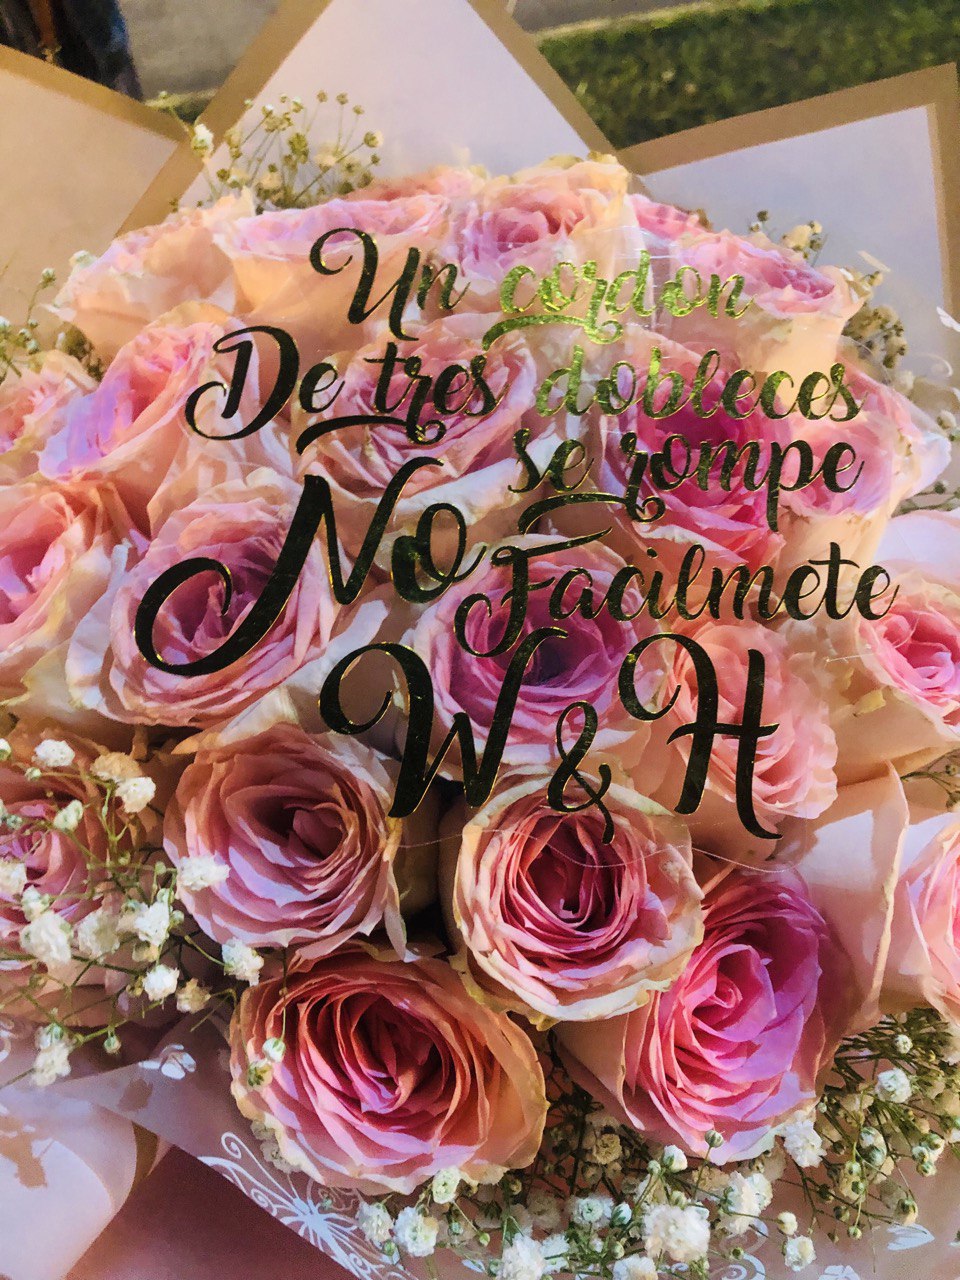 Un cordon
De tres dobleces
se rompe
No Facilmete
W & H